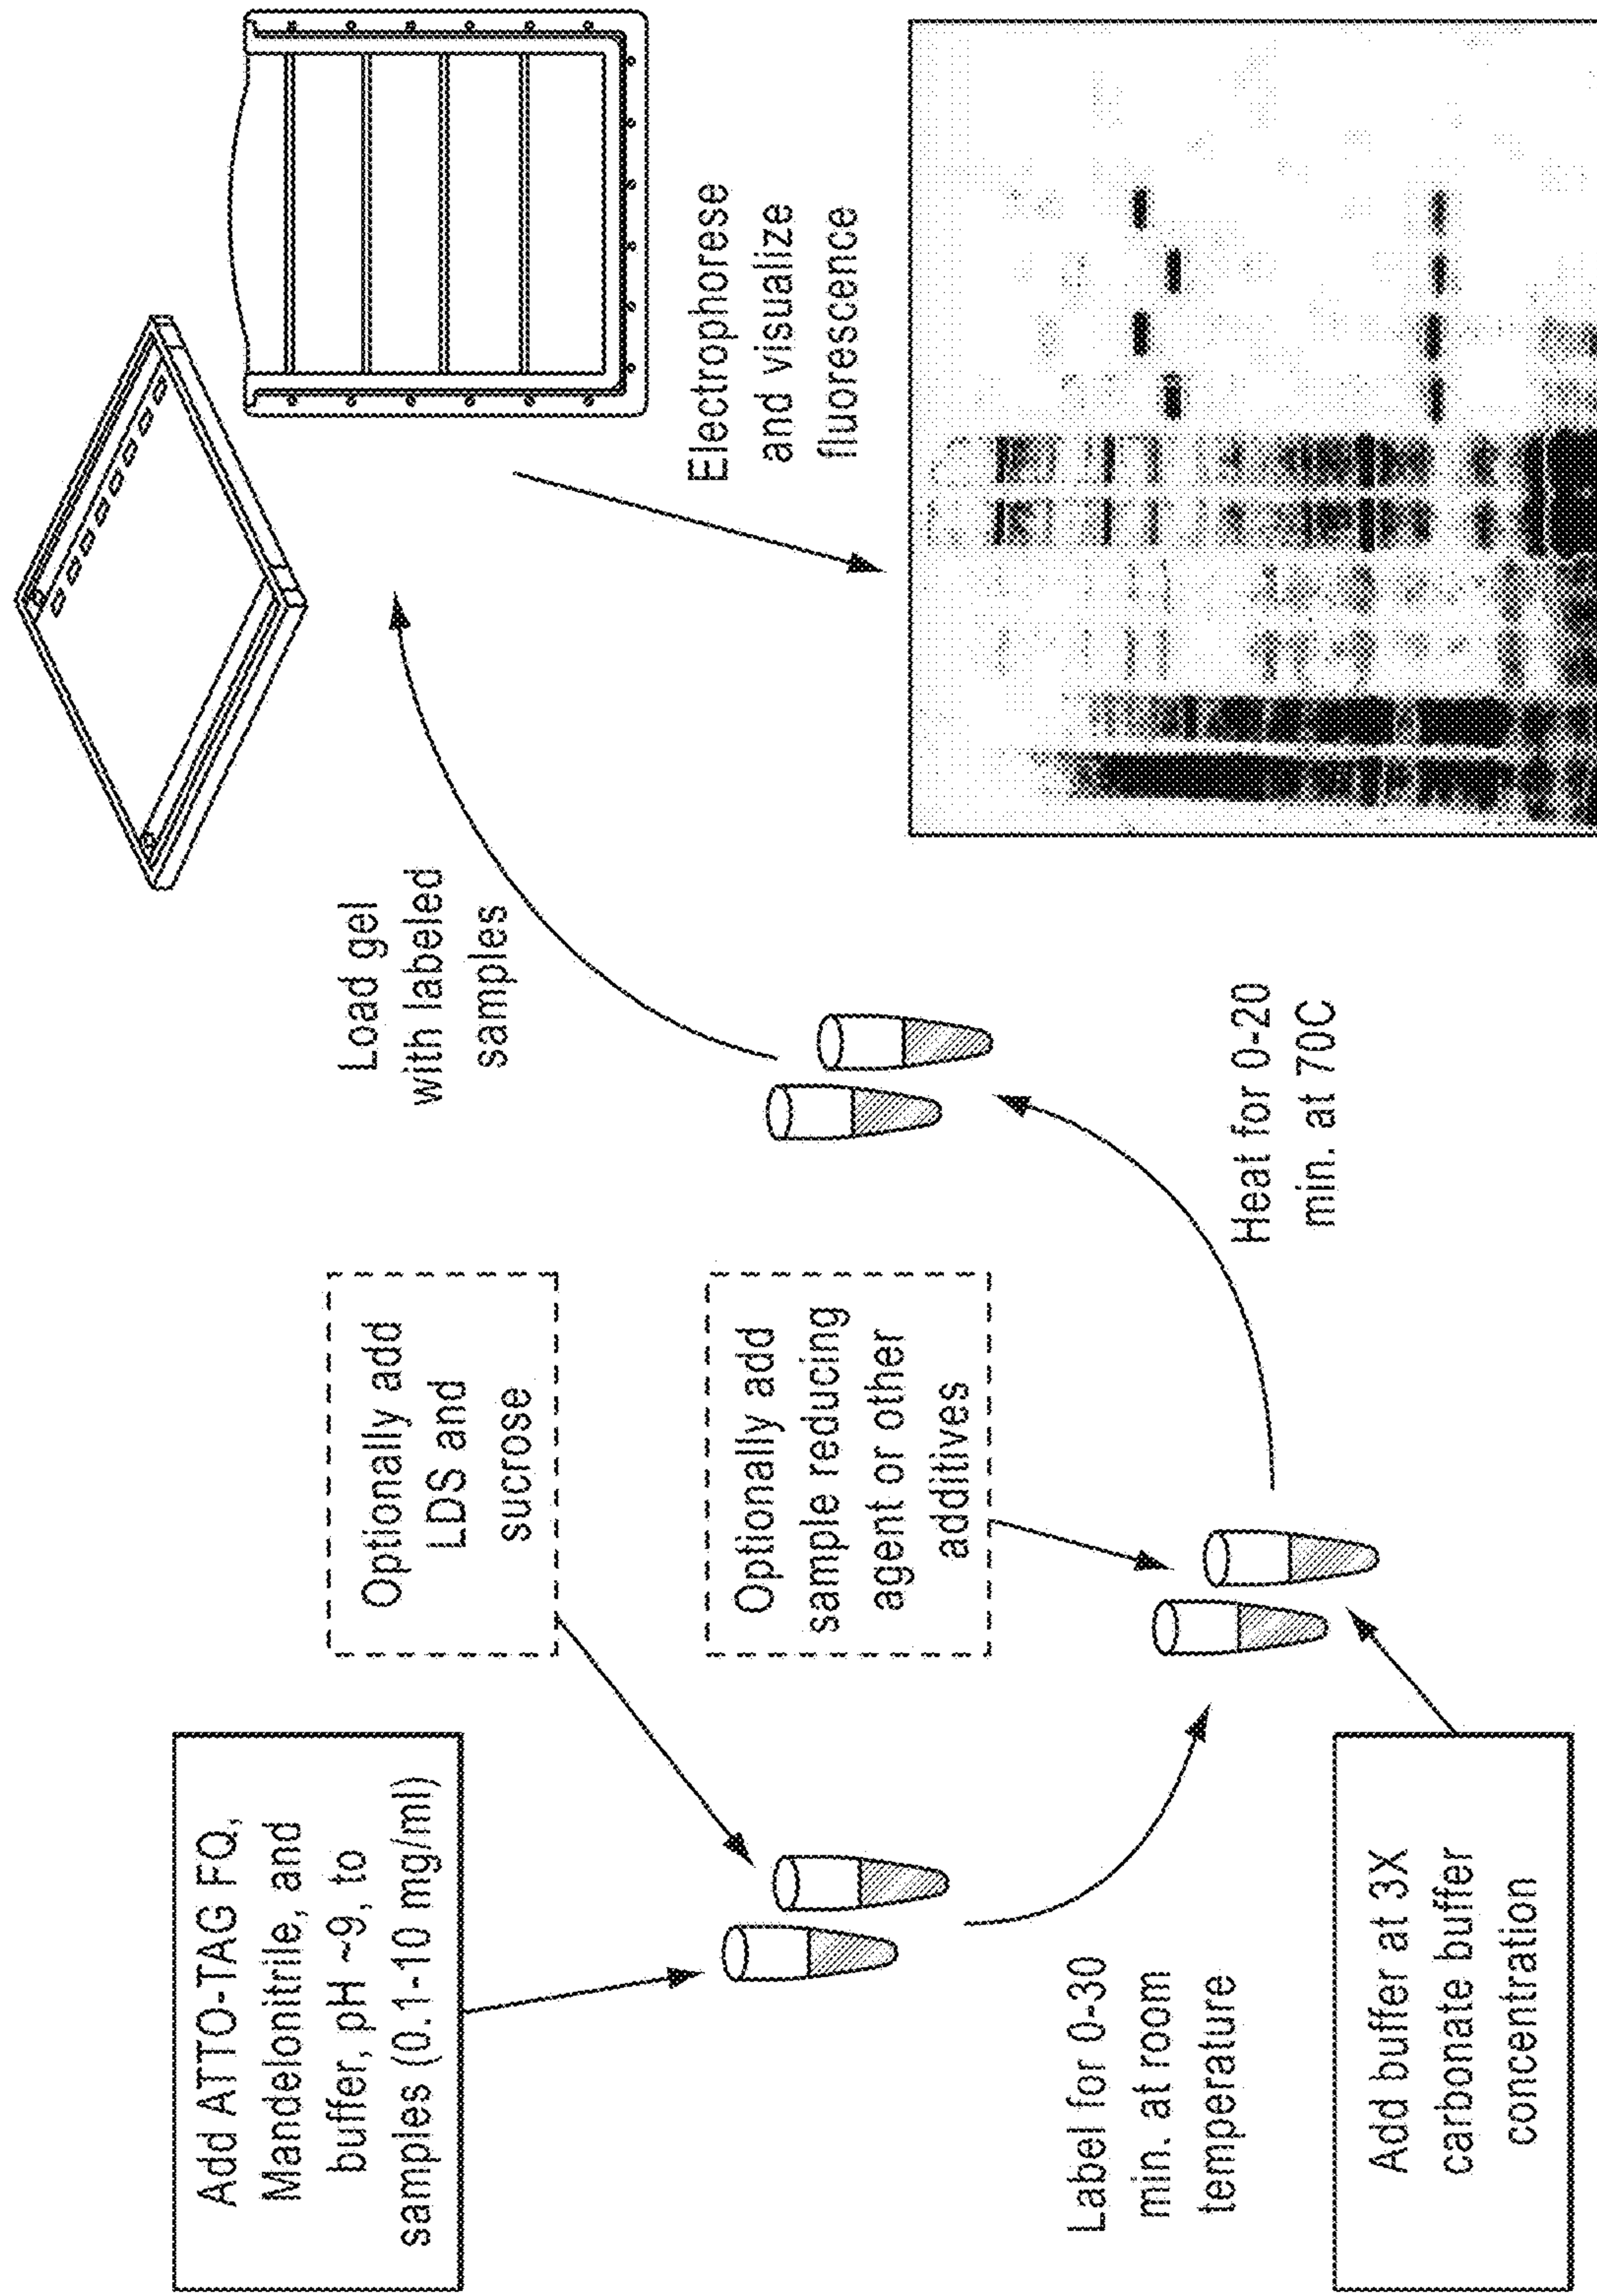 Add ATTO-TAG FQ,
Mandelonitrile, and
buffer, pH ~9, to
samples (0.1-10 mg/ml)
Optionally add
LDS and
sucrose
Label for 0-30
min. at room
temperature
Optionally add
sample reducing
agent or other
additives
Add buffer at 3X
carbonate buffer
concentration
Heat for 0-20
min. at 70C
Load gel
with labeled
samples
Electrophorese
and visualize
fluorescence